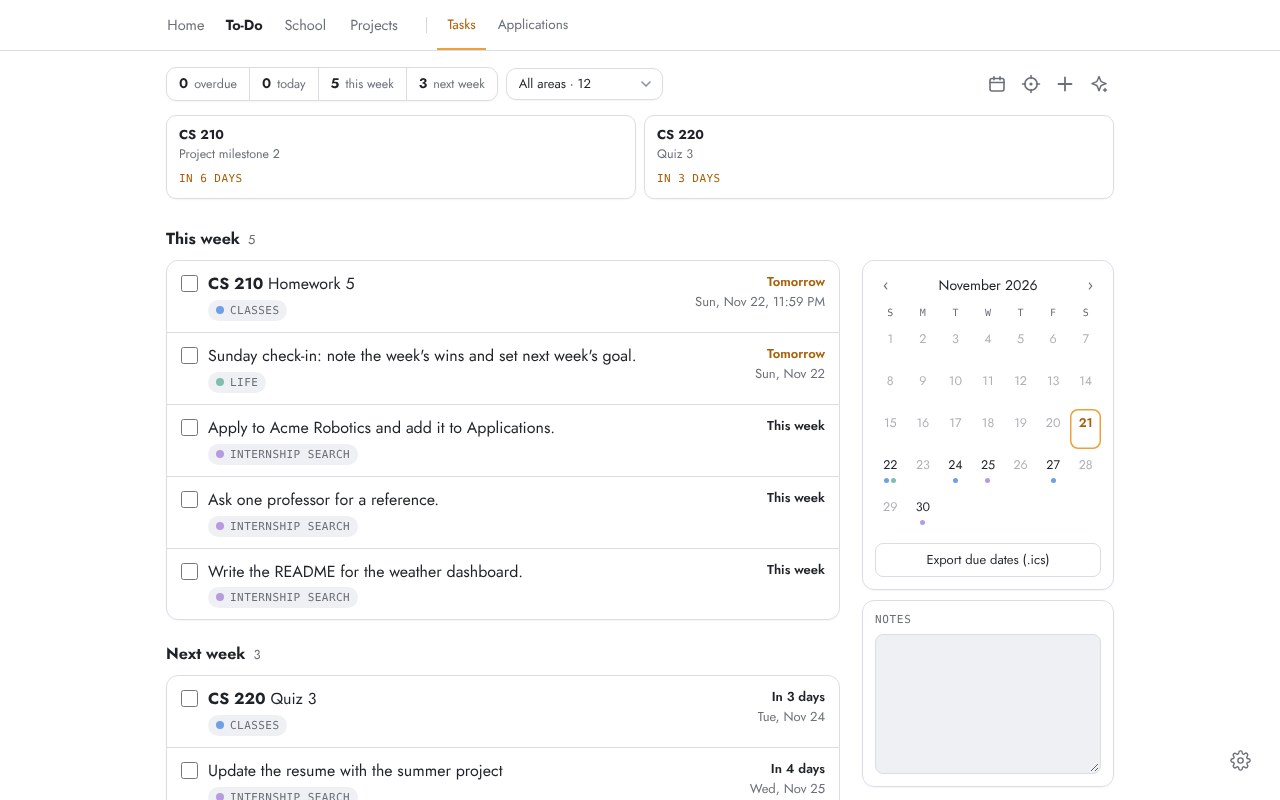 Home To-Do School Projects Tasks Applications
0 overdue 0 today 5 this week 3 next week All areas · 12
CS 210
Project milestone 2
IN 6 DAYS
CS 220
Quiz 3
IN 3 DAYS
This week 5
CS 210 Homework 5
CLASSES
Tomorrow
Sun, Nov 22, 11:59 PM
Sunday check-in: note the week's wins and set next week's goal.
LIFE
Tomorrow
Sun, Nov 22
Apply to Acme Robotics and add it to Applications.
INTERNSHIP SEARCH
This week
Ask one professor for a reference.
INTERNSHIP SEARCH
This week
Write the README for the weather dashboard.
INTERNSHIP SEARCH
This week
Next week 3
CS 220 Quiz 3
CLASSES
In 3 days
Tue, Nov 24
Update the resume with the summer project
INTERNSHIP SEARCH
In 4 days
Wed, Nov 25
‹ November 2026 ›
S M T W T F S
1 2 3 4 5 6 7
8 9 10 11 12 13 14
15 16 17 18 19 20 21
22 23 24 25 26 27 28
29 30
Export due dates (.ics)
NOTES